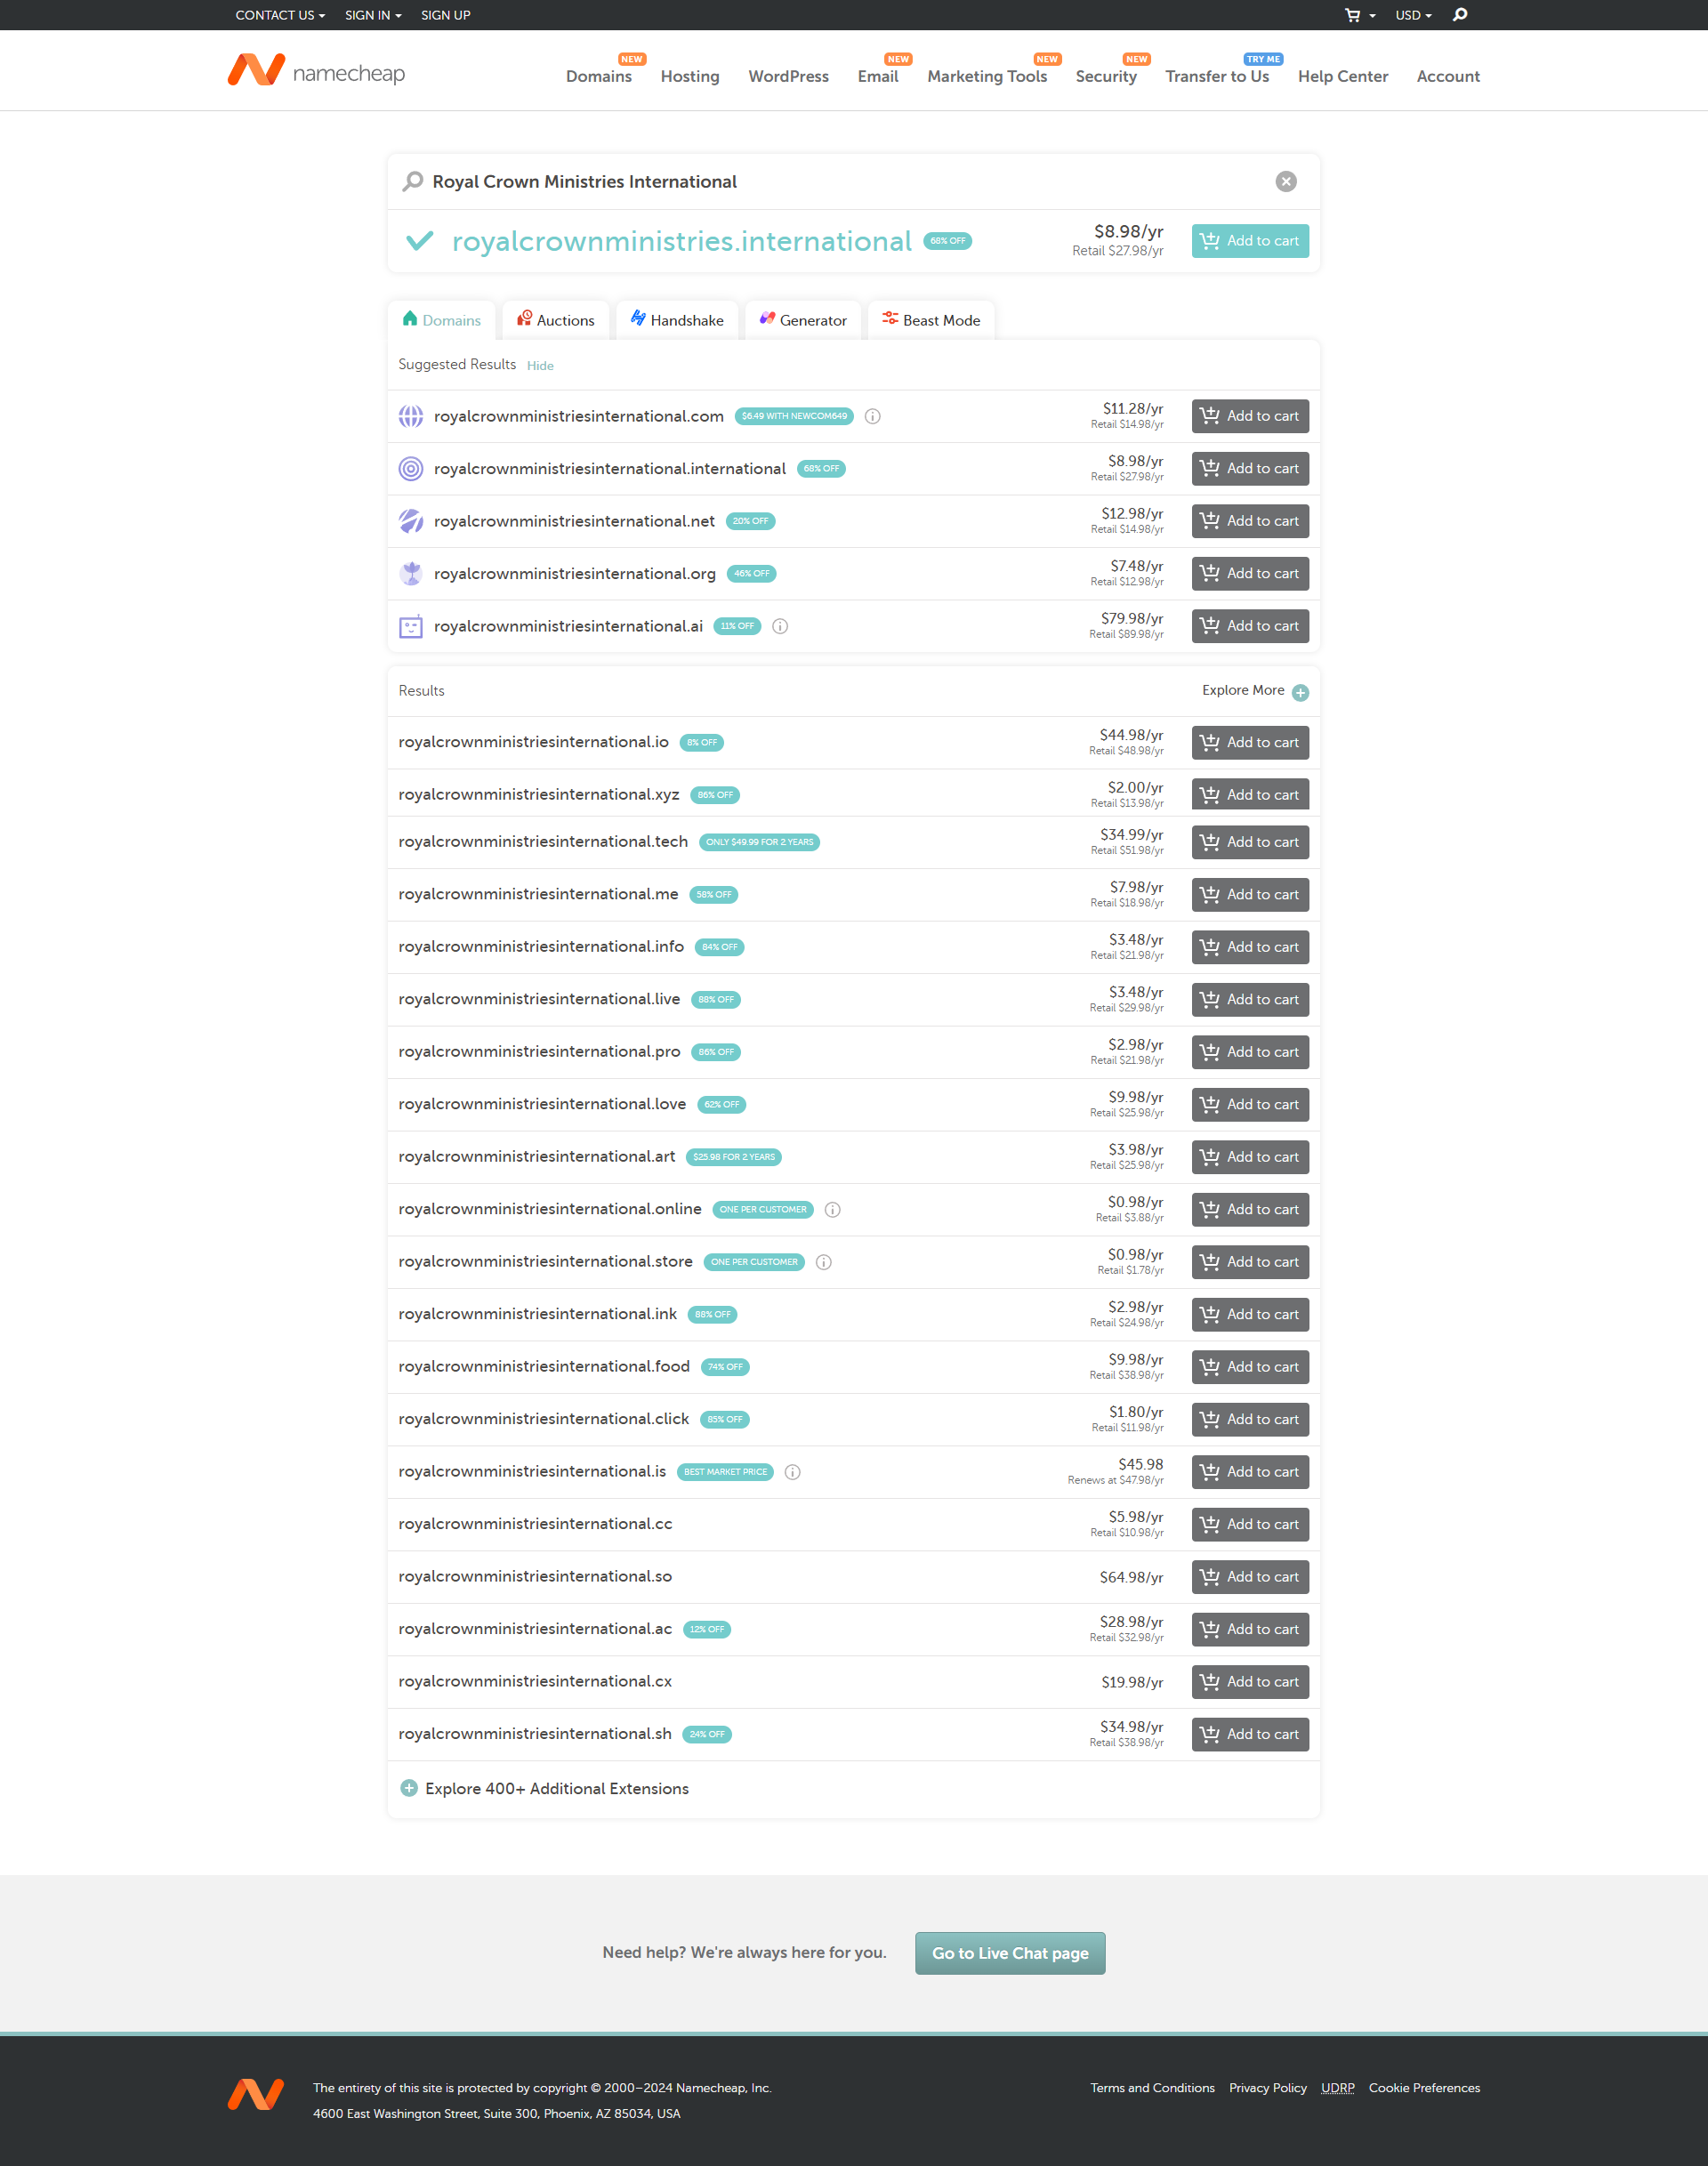 CONTACT US SIGN IN SIGN UP USD
namecheap
NEW NEW NEW NEW TRY ME
Domains Hosting WordPress Email Marketing Tools Security Transfer to Us Help Center Account
Royal Crown Ministries International
royalcrownministries.international 68% OFF $8.98/yr Retail $27.98/yr Add to cart
Domains Auctions Handshake Generator Beast Mode
Suggested Results Hide
royalcrownministriesinternational.com $6.49 WITH NEWCOM649 $11.28/yr Retail $14.98/yr Add to cart
royalcrownministriesinternational.international 68% OFF $8.98/yr Retail $27.98/yr Add to cart
royalcrownministriesinternational.net 20% OFF $12.98/yr Retail $14.98/yr Add to cart
royalcrownministriesinternational.org 46% OFF $7.48/yr Retail $12.98/yr Add to cart
royalcrownministriesinternational.ai 11% OFF $79.98/yr Retail $89.98/yr Add to cart
Results Explore More
royalcrownministriesinternational.io 8% OFF $44.98/yr Retail $48.98/yr Add to cart
royalcrownministriesinternational.xyz 86% OFF $2.00/yr Retail $13.98/yr Add to cart
royalcrownministriesinternational.tech ONLY $49.99 FOR 2 YEARS $34.99/yr Retail $51.98/yr Add to cart
royalcrownministriesinternational.me 58% OFF $7.98/yr Retail $18.98/yr Add to cart
royalcrownministriesinternational.info 84% OFF $3.48/yr Retail $21.98/yr Add to cart
royalcrownministriesinternational.live 88% OFF $3.48/yr Retail $29.98/yr Add to cart
royalcrownministriesinternational.pro 86% OFF $2.98/yr Retail $21.98/yr Add to cart
royalcrownministriesinternational.love 62% OFF $9.98/yr Retail $25.98/yr Add to cart
royalcrownministriesinternational.art $25.98 FOR 2 YEARS $3.98/yr Retail $25.98/yr Add to cart
royalcrownministriesinternational.online ONE PER CUSTOMER $0.98/yr Retail $3.88/yr Add to cart
royalcrownministriesinternational.store ONE PER CUSTOMER $0.98/yr Retail $1.78/yr Add to cart
royalcrownministriesinternational.ink 88% OFF $2.98/yr Retail $24.98/yr Add to cart
royalcrownministriesinternational.food 74% OFF $9.98/yr Retail $38.98/yr Add to cart
royalcrownministriesinternational.click 85% OFF $1.80/yr Retail $11.98/yr Add to cart
royalcrownministriesinternational.is BEST MARKET PRICE $45.98 Renews at $47.98/yr Add to cart
royalcrownministriesinternational.cc $5.98/yr Retail $10.98/yr Add to cart
royalcrownministriesinternational.so $64.98/yr Add to cart
royalcrownministriesinternational.ac 12% OFF $28.98/yr Retail $32.98/yr Add to cart
royalcrownministriesinternational.cx $19.98/yr Add to cart
royalcrownministriesinternational.sh 24% OFF $34.98/yr Retail $38.98/yr Add to cart
Explore 400+ Additional Extensions
Need help? We're always here for you. Go to Live Chat page
The entirety of this site is protected by copyright © 2000–2024 Namecheap, Inc.
4600 East Washington Street, Suite 300, Phoenix, AZ 85034, USA
Terms and Conditions Privacy Policy UDRP Cookie Preferences